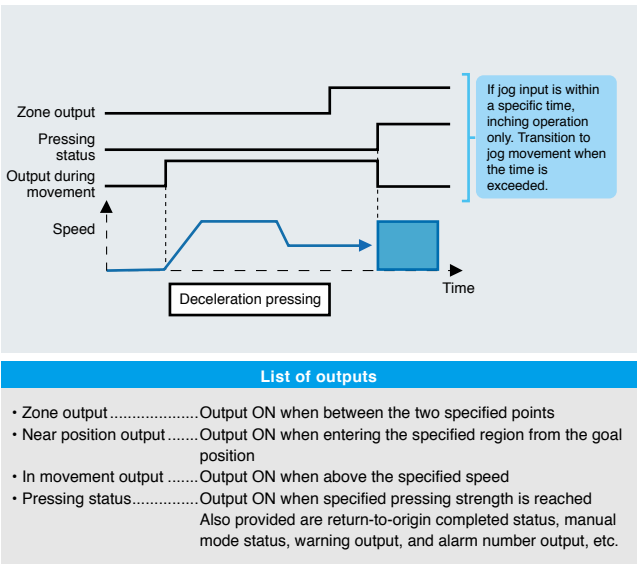 Zone output
Pressing
status
Output during
movement
Speed
If jog input is within
a specific time,
inching operation
only. Transition to
jog movement when
the time is
exceeded.
Time
Deceleration pressing
List of outputs
・Zone output....................Output ON when between the two specified points
・Near position output.......Output ON when entering the specified region from the goal
position
・In movement output .......Output ON when above the specified speed
・Pressing status...............Output ON when specified pressing strength is reached
Also provided are return-to-origin completed status, manual
mode status, warning output, and alarm number output, etc.